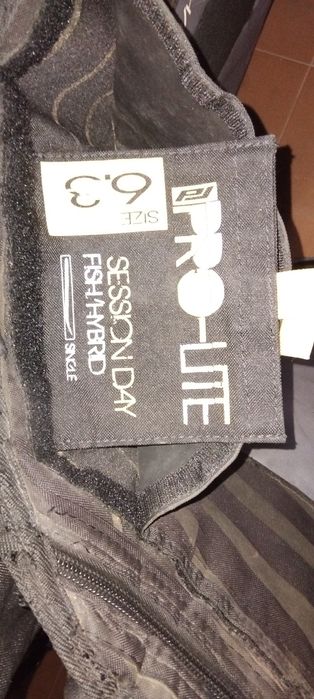 PRO-LITE
SESSION DAY
FISH/HYBRID
SINGLE
SIZE
6.3